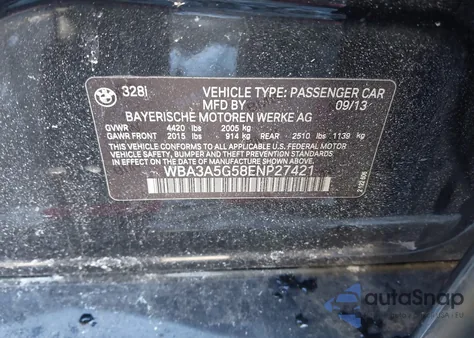 328i VEHICLE TYPE: PASSENGER CAR
MFD BY 09/13
BAYERISCHE MOTOREN WERKE AG
GVWR 4420 lbs 2005 kg
GAWR FRONT 2015 lbs 914 kg REAR - 2510 lbs 1139 kg
THIS VEHICLE CONFORMS TO ALL APPLICABLE
U.S. FEDERAL MOTOR
VEHICLE SAFETY, BUMPER, AND THEFT PREVENTION
STANDARDS IN EFFECT ON THE
DATE OF MANUFACTURE SHOWN ABOVE.
WBA3A5G58ENP27421
autoSnap